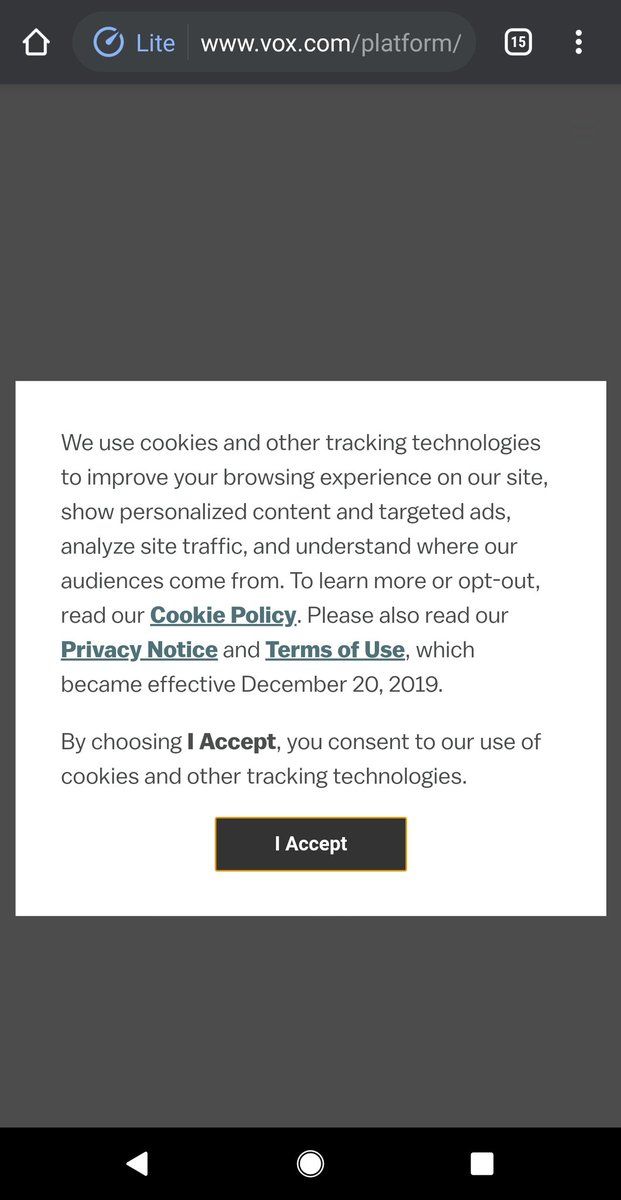 Lite www.vox.com/platform/ 15
We use cookies and other tracking technologies
to improve your browsing experience on our site,
show personalized content and targeted ads,
analyze site traffic, and understand where our
audiences come from. To learn more or opt-out,
read our Cookie Policy. Please also read our
Privacy Notice and Terms of Use, which
became effective December 20, 2019.
By choosing I Accept, you consent to our use of
cookies and other tracking technologies.
I Accept